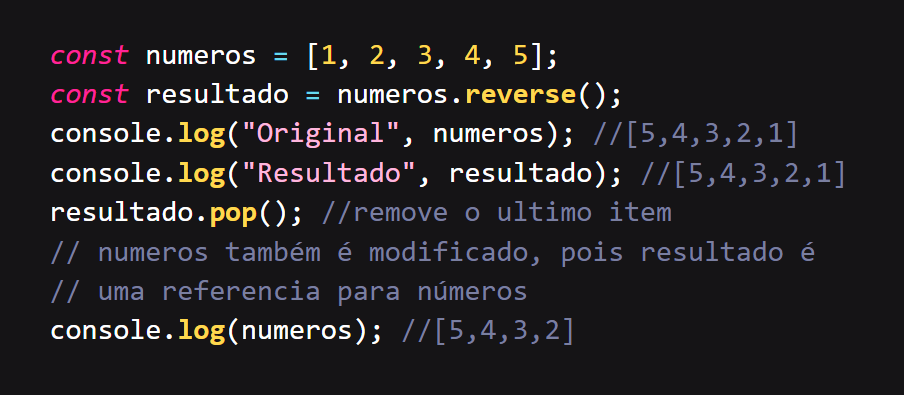 const numeros = [1, 2, 3, 4, 5];
const resultado = numeros.reverse();
console.log("Original", numeros); //[5,4,3,2,1]
console.log("Resultado", resultado); //[5,4,3,2,1]
resultado.pop(); //remove o ultimo item
// numeros também é modificado, pois resultado é
// uma referencia para números
console.log(numeros); //[5,4,3,2]